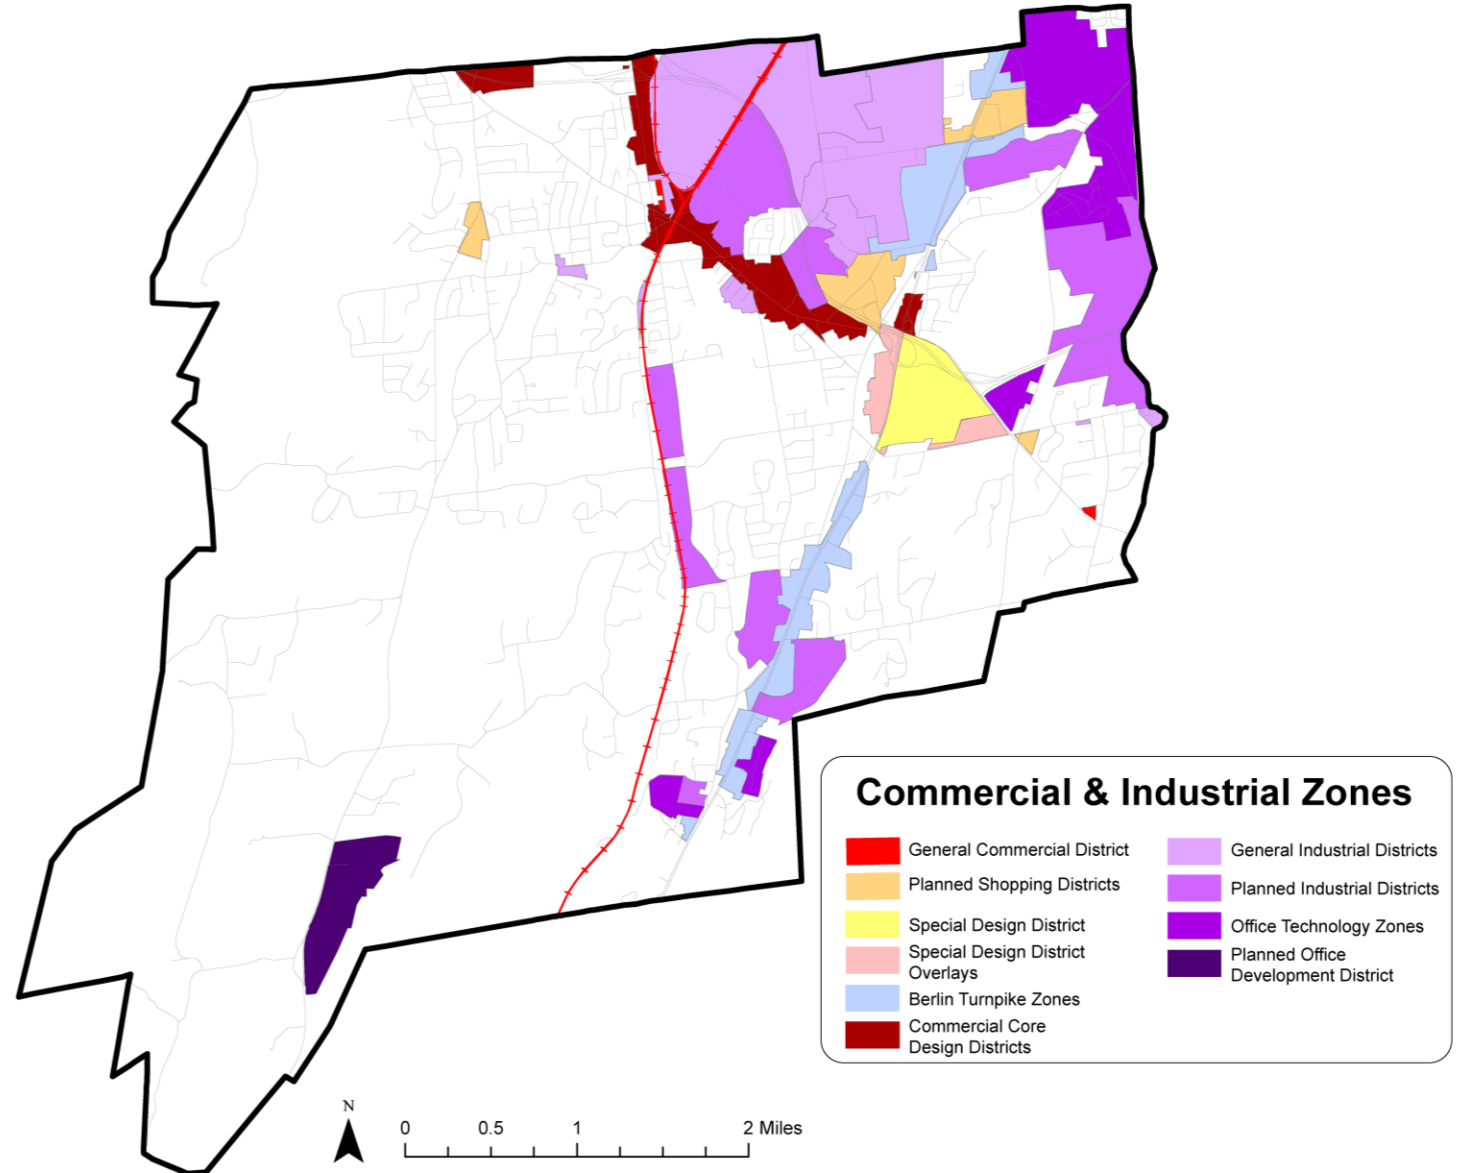 Commercial & Industrial Zones
General Commercial District
Planned Shopping Districts
Special Design District
Special Design District
Overlays
Berlin Turnpike Zones
Commercial Core
Design Districts
General Industrial Districts
Planned Industrial Districts
Office Technology Zones
Planned Office
Development District
N
0 0.5 1 2 Miles